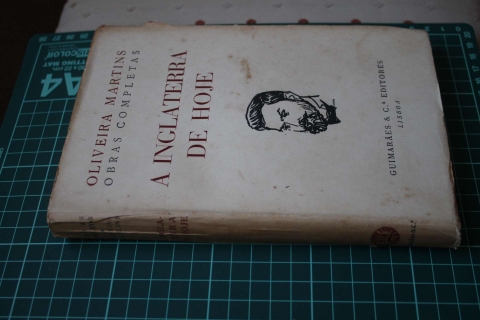 OLIVEIRA MARTINS
OBRAS COMPLETAS
A INGLATERRA
DE HOJE
GUIMARÃES & C.ª EDITORES
LISBOA
A4